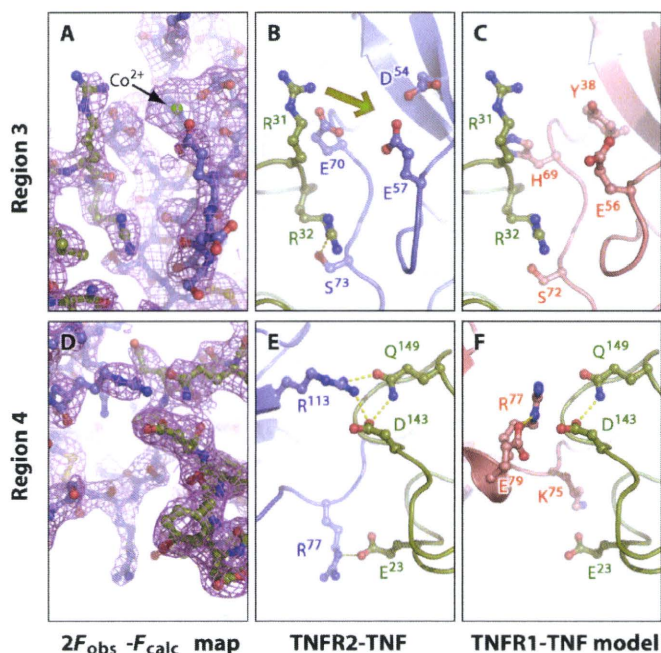 A
B
C
Co²⁺
D⁵⁴
Y³⁸
R³¹
R³¹
E⁷⁰
E⁵⁷
H⁶⁹
E⁵⁶
R³²
R³²
S⁷³
S⁷²
Region 3
D
E
F
Q¹⁴⁹
Q¹⁴⁹
R¹¹³
R⁷⁷
D¹⁴³
D¹⁴³
E⁷⁹
K⁷⁵
R⁷⁷
E²³
E²³
Region 4
2Fobs -Fcalc map
TNFR2-TNF
TNFR1-TNF model